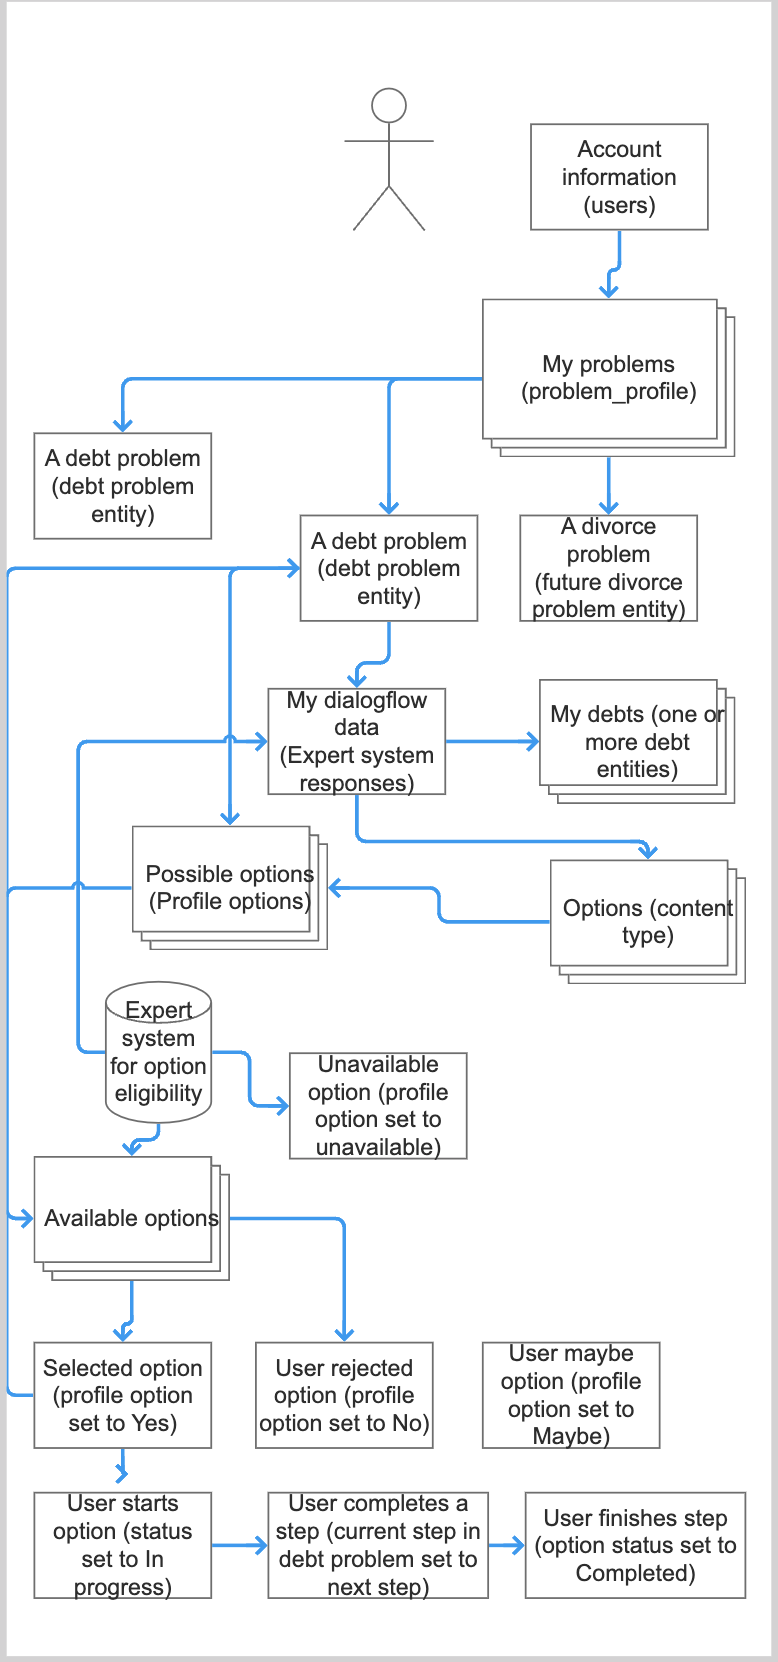 Account
information
(users)
My problems
(problem_profile)
A debt problem
(debt problem
entity)
A debt problem
(debt problem
entity)
A divorce
problem
(future divorce
problem entity)
My dialogflow
data
(Expert system
responses)
My debts (one or
more debt
entities)
Possible options
(Profile options)
Options (content
type)
Expert
system
for option
eligibility
Unavailable
option (profile
option set to
unavailable)
Available options
Selected option
(profile option
set to Yes)
User rejected
option (profile
option set to No)
User maybe
option (profile
option set to
Maybe)
User starts
option (status
set to In
progress)
User completes a
step (current step in
debt problem set to
next step)
User finishes step
(option status set to
Completed)